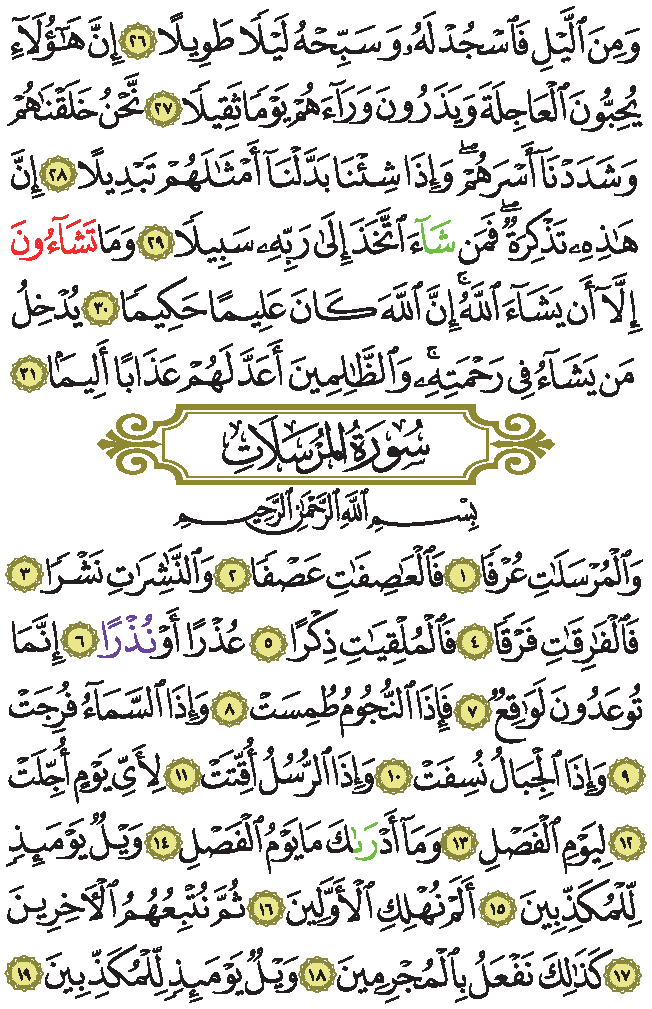 وَمِنَ ٱلَّيْلِ فَٱسْجُدْ لَهُۥ وَسَبِّحْهُ لَيْلًا طَوِيلًا ٢٦ إِنَّ هَـٰٓؤُلَآءِ
يُحِبُّونَ ٱلْعَاجِلَةَ وَيَذَرُونَ وَرَآءَهُمْ يَوْمًا ثَقِيلًا ٢٧ نَّحْنُ خَلَقْنَـٰهُمْ
وَشَدَدْنَآ أَسْرَهُمْ ۖ وَإِذَا شِئْنَا بَدَّلْنَآ أَمْثَـٰلَهُمْ تَبْدِيلًا ٢٨ إِنَّ
هَـٰذِهِۦ تَذْكِرَةٌ ۖ فَمَن شَآءَ ٱتَّخَذَ إِلَىٰ رَبِّهِۦ سَبِيلًا ٢٩ وَمَا تَشَآءُونَ
إِلَّآ أَن يَشَآءَ ٱللَّهُ ۚ إِنَّ ٱللَّهَ كَانَ عَلِيمًا حَكِيمًا ٣٠ يُدْخِلُ
مَن يَشَآءُ فِى رَحْمَتِهِۦ ۚ وَٱلظَّـٰلِمِينَ أَعَدَّ لَهُمْ عَذَابًا أَلِيمًۢا ٣١
سُورَةُ الْمُرْسَلَاتِ
بِسْمِ ٱللَّهِ ٱلرَّحْمَـٰنِ ٱلرَّحِيمِ
وَٱلْمُرْسَلَـٰتِ عُرْفًا ١ فَٱلْعَـٰصِفَـٰتِ عَصْفًا ٢ وَٱلنَّـٰشِرَٰتِ نَشْرًا ٣
فَٱلْفَـٰرِقَـٰتِ فَرْقًا ٤ فَٱلْمُلْقِيَـٰتِ ذِكْرًا ٥ عُذْرًا أَوْ نُذْرًا ٦ إِنَّمَا
تُوعَدُونَ لَوَٰقِعٌ ٧ فَإِذَا ٱلنُّجُومُ طُمِسَتْ ٨ وَإِذَا ٱلسَّمَآءُ فُرِجَتْ
٩ وَإِذَا ٱلْجِبَالُ نُسِفَتْ ١٠ وَإِذَا ٱلرُّسُلُ أُقِّتَتْ ١١ لِأَىِّ يَوْمٍ أُجِّلَتْ
١٢ لِيَوْمِ ٱلْفَصْلِ ١٣ وَمَآ أَدْرَىٰكَ مَا يَوْمُ ٱلْفَصْلِ ١٤ وَيْلٌ يَوْمَئِذٍ
لِّلْمُكَذِّبِينَ ١٥ أَلَمْ نُهْلِكِ ٱلْأَوَّلِينَ ١٦ ثُمَّ نُتْبِعُهُمُ ٱلْـَٔاخِرِينَ
١٧ كَذَٰلِكَ نَفْعَلُ بِٱلْمُجْرِمِينَ ١٨ وَيْلٌ يَوْمَئِذٍ لِّلْمُكَذِّبِينَ ١٩